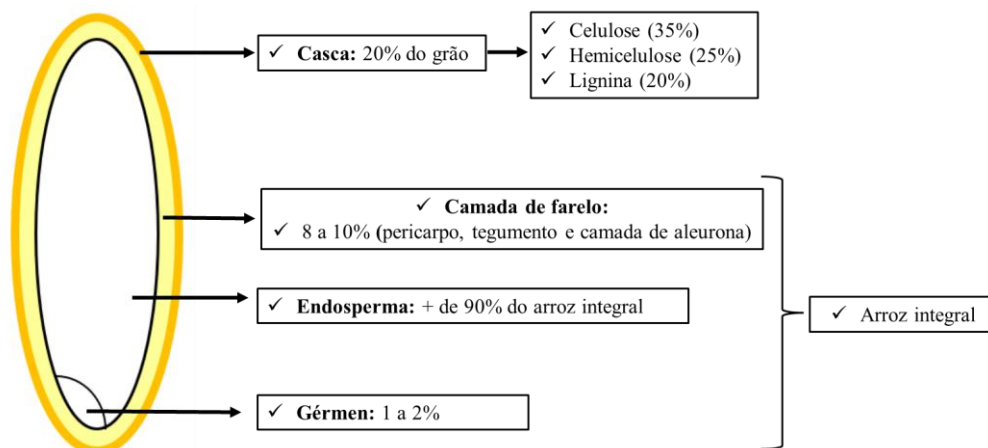 ✓ Casca: 20% do grão
✓ Celulose (35%)
✓ Hemicelulose (25%)
✓ Lignina (20%)
✓ Camada de farelo:
✓ 8 a 10% (pericarpo, tegumento e camada de aleurona)
✓ Endosperma: + de 90% do arroz integral
✓ Arroz integral
✓ Gérmen: 1 a 2%